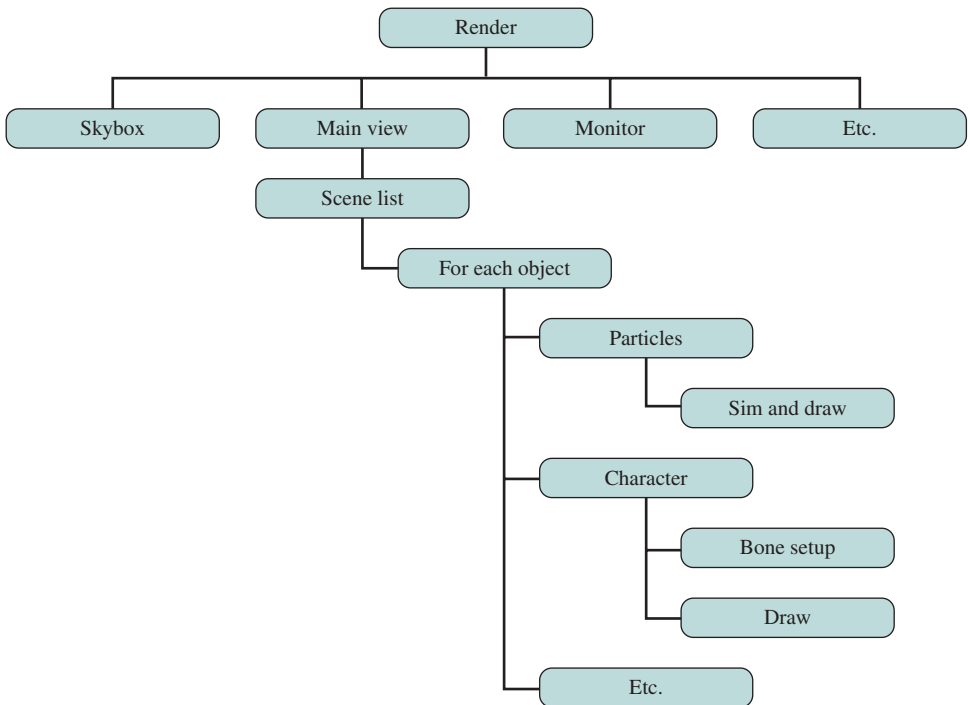 Render
Skybox
Main view
Monitor
Etc.
Scene list
For each object
Particles
Sim and draw
Character
Bone setup
Draw
Etc.